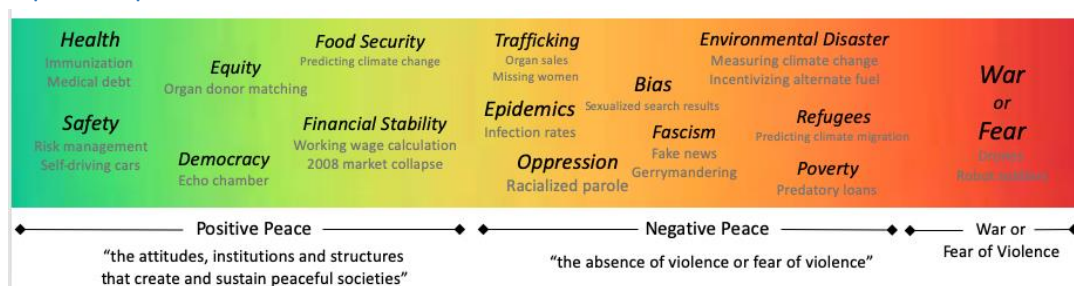 Health
Immunization
Medical debt
Equity
Organ donor matching
Food Security
Predicting climate change
Safety
Risk management
Self-driving cars
Democracy
Echo chamber
Financial Stability
Working wage calculation
2008 market collapse
Trafficking
Organ sales
Missing women
Bias
Sexualized search results
Environmental Disaster
Measuring climate change
Incentivizing alternate fuel
Epidemics
Infection rates
Oppression
Racialized parole
Fascism
Fake news
Gerrymandering
Refugees
Predicting climate migration
Poverty
Predatory loans
War
or
Fear
Drones
Robot soldiers
Positive Peace
"the attitudes, institutions and structures
that create and sustain peaceful societies"
Negative Peace
"the absence of violence or fear of violence"
War or
Fear of Violence